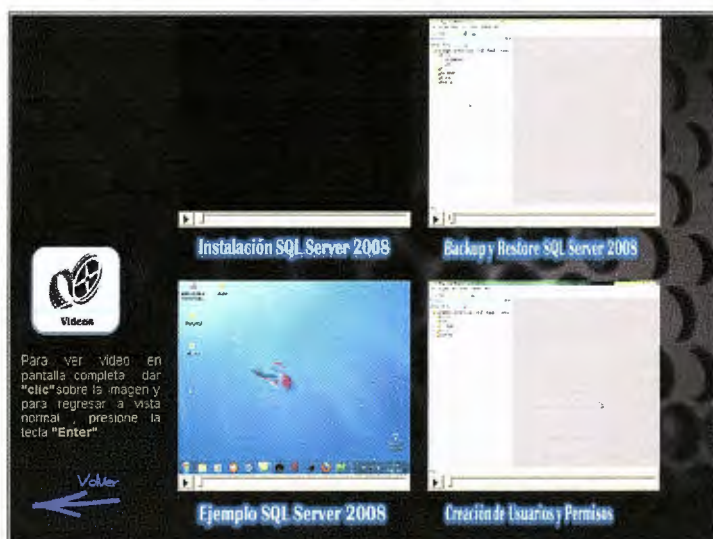 Instalación SQL Server 2008
Backup y Restore SQL Server 2008
Videos
Para ver video en
pantalla completa dar
"clic" sobre la imagen y
para regresar a vista
normal , presione la
tecla "Enter"
Volver
Ejemplo SQL Server 2008
Creación de Usuarios y Permisos